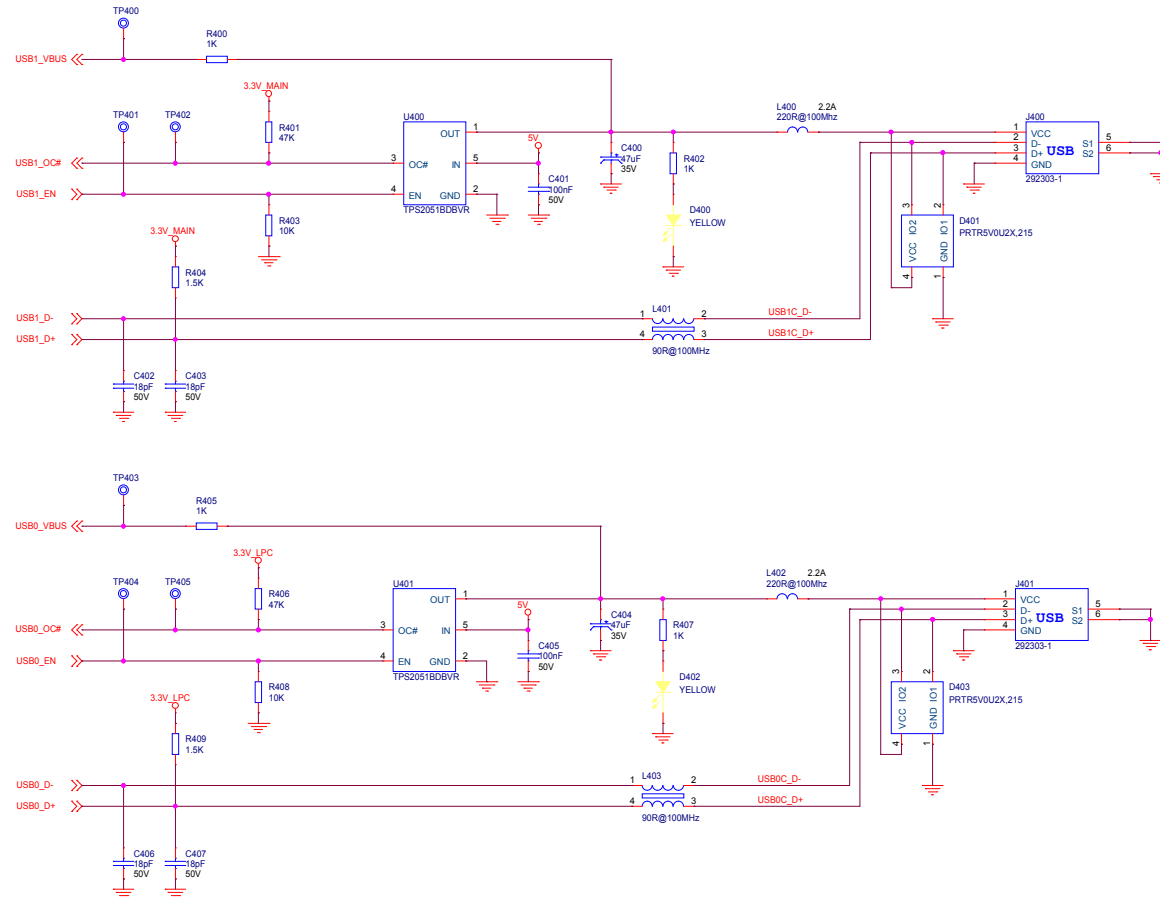 TP400
R400
1K
USB1_VBUS
3.3V_MAIN
TP401
TP402
R401
47K
U400
OUT
1
USB1_OC#
3
OC#
IN
5
5V
USB1_EN
4
EN
GND
2
TPS2051BDBVR
C401
100nF
50V
C400
47uF
35V
R402
1K
D400
YELLOW
L400
2.2A
220R@100Mhz
J400
1
VCC
2
D-
3
D+
4
GND
USB
S1
5
S2
6
292303-1
3
2
IO2
IO1
VCC
GND
4
1
D401
PRTR5V0U2X,215
R403
10K
3.3V_MAIN
R404
1.5K
USB1_D-
USB1_D+
L401
1
2
4
3
90R@100MHz
USB1C_D-
USB1C_D+
C402
18pF
50V
C403
18pF
50V
TP403
R405
1K
USB0_VBUS
3.3V_LPC
TP404
TP405
R406
47K
U401
OUT
1
USB0_OC#
3
OC#
IN
5
5V
USB0_EN
4
EN
GND
2
TPS2051BDBVR
C405
100nF
50V
C404
47uF
35V
R407
1K
D402
YELLOW
L402
2.2A
220R@100Mhz
J401
1
VCC
2
D-
3
D+
4
GND
USB
S1
5
S2
6
292303-1
3
2
IO2
IO1
VCC
GND
4
1
D403
PRTR5V0U2X,215
R408
10K
3.3V_LPC
R409
1.5K
USB0_D-
USB0_D+
L403
1
2
4
3
90R@100MHz
USB0C_D-
USB0C_D+
C406
18pF
50V
C407
18pF
50V